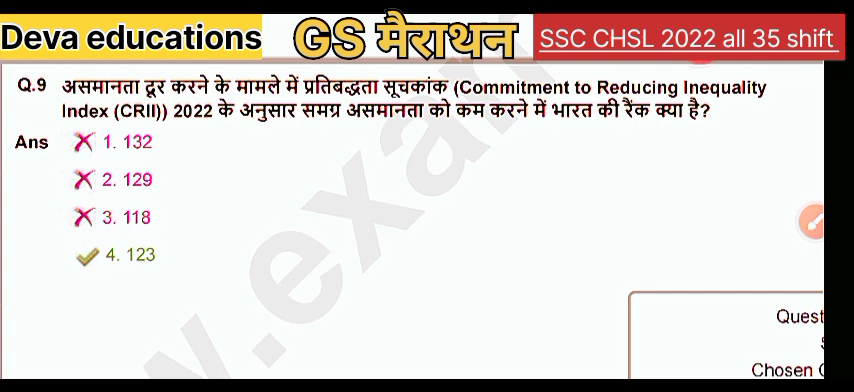 Deva educations GS मैराथन SSC CHSL 2022 all 35 shift
Q.9 असमानता दूर करने के मामले में प्रतिबद्धता सूचकांक (Commitment to Reducing Inequality
Index (CRII)) 2022 के अनुसार समग्र असमानता को कम करने में भारत की रैंक क्या है?
Ans 1. 132
2. 129
3. 118
4. 123
Quest
Chosen